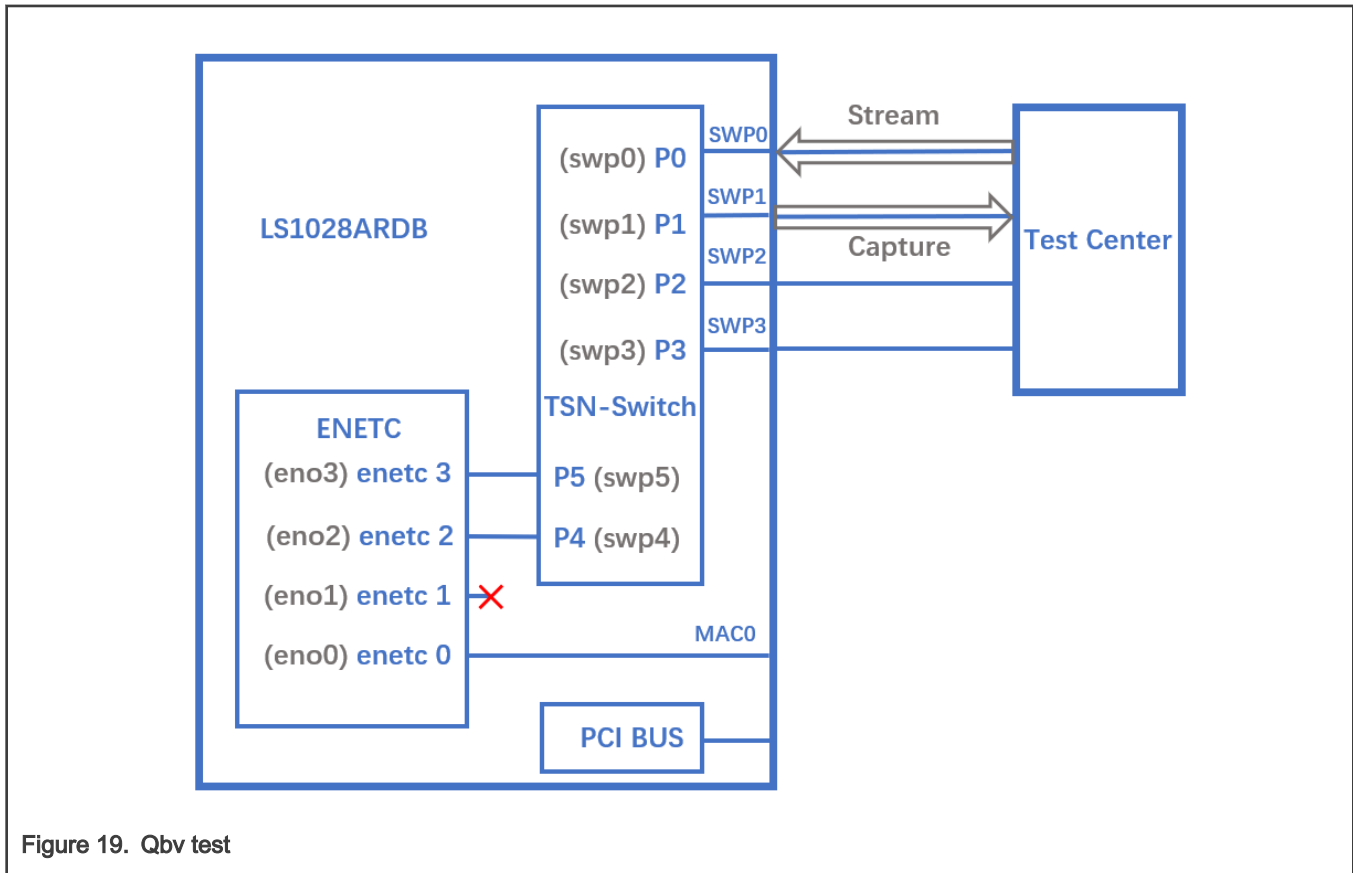 Stream
SWP0
(swp0) P0
SWP1
(swp1) P1
LS1028ARDB
Capture
Test Center
SWP2
(swp2) P2
SWP3
(swp3) P3
TSN-Switch
ENETC
(eno3) enetc 3
P5 (swp5)
(eno2) enetc 2
P4 (swp4)
(eno1) enetc 1
MAC0
(eno0) enetc 0
PCI BUS
Figure 19. Qbv test